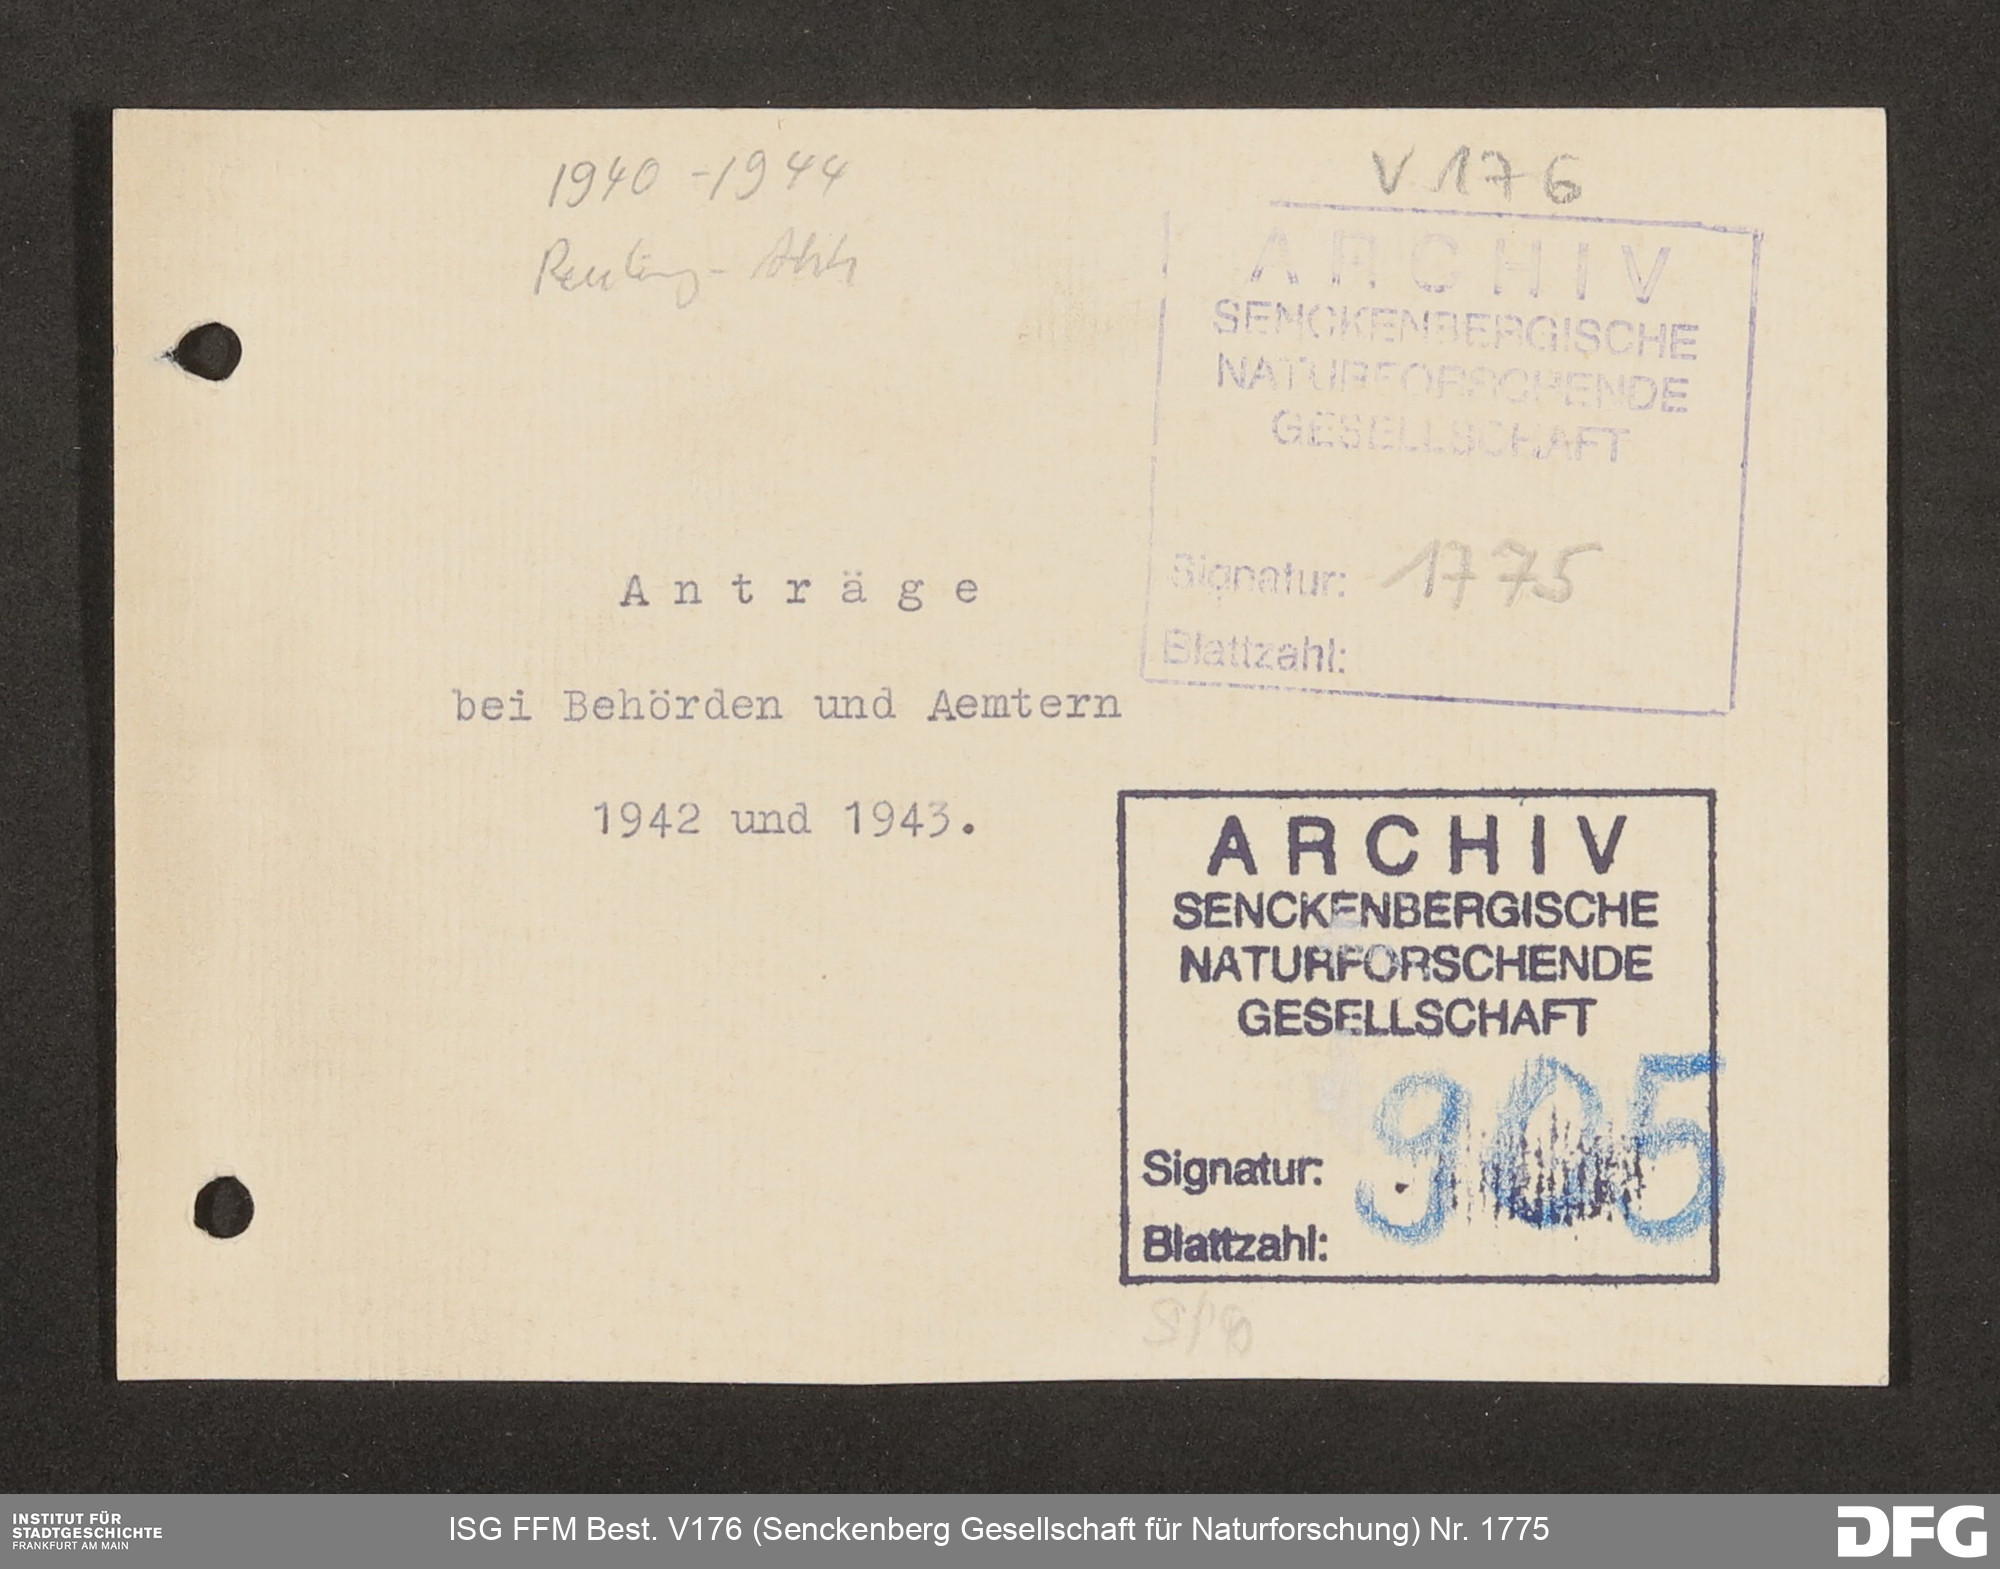 1940 - 1944
V 176
ARCHIV
SENCKENBERGISCHE
NATURFORSCHENDE
GESELLSCHAFT
Signatur: 1775
Blattzahl:
Anträge
bei Behörden und Aemtern
1942 und 1943.
ARCHIV
SENCKENBERGISCHE
NATURFORSCHENDE
GESELLSCHAFT
Signatur: 905
Blattzahl:
INSTITUT FÜR
STADTGESCHICHTE
FRANKFURT AM MAIN
ISG FFM Best. V176 (Senckenberg Gesellschaft für Naturforschung) Nr. 1775
DFG